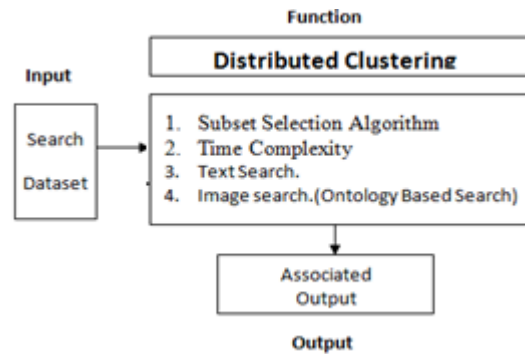 Function
Distributed Clustering
Input
Search
Dataset
1. Subset Selection Algorithm
2. Time Complexity
3. Text Search.
4. Image search.(Ontology Based Search)
Associated
Output
Output